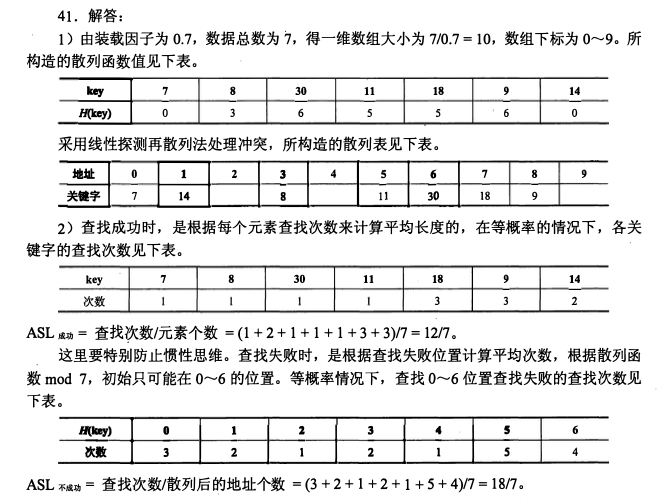 41．解答：
1）由装载因子为 0.7，数据总数为 7，得一维数组大小为 7/0.7 = 10，数组下标为 0～9。所
构造的散列函数值见下表。
key 7 8 30 11 18 9 14
H(key) 0 3 6 5 5 6 0
采用线性探测再散列法处理冲突，所构造的散列表见下表。
地址 0 1 2 3 4 5 6 7 8 9
关键字 7 14 8 11 30 18 9
2）查找成功时，是根据每个元素查找次数来计算平均长度的，在等概率的情况下，各关
键字的查找次数见下表。
key 7 8 30 11 18 9 14
次数 1 1 1 1 3 3 2
ASL 成功 = 查找次数/元素个数 = (1 + 2 + 1 + 1 + 1 + 3 + 3)/7 = 12/7。
这里要特别防止惯性思维。查找失败时，是根据查找失败位置计算平均次数，根据散列函
数 mod 7，初始只可能在 0～6 的位置。等概率情况下，查找 0～6 位置查找失败的查找次数见
下表。
H(key) 0 1 2 3 4 5 6
次数 3 2 1 2 1 5 4
ASL 不成功 = 查找次数/散列后的地址个数 = (3 + 2 + 1 + 2 + 1 + 5 + 4)/7 = 18/7。